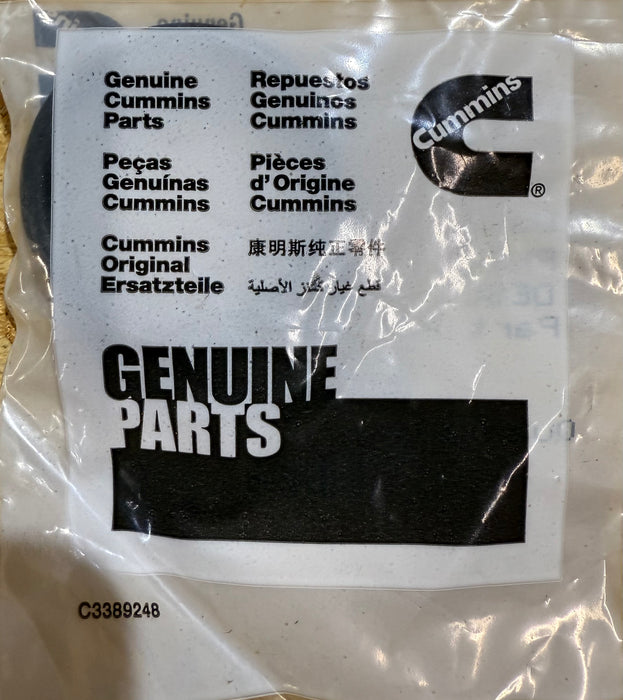 Genuine
Cummins
Parts
Repuestos
Genuinos
Cummins
Cummins
®
Peças
Genuínas
Cummins
Pièces
d'Origine
Cummins
Cummins
Original
Ersatzteile
康明斯纯正零件
قطع غيار كمنز الأصلية
GENUINE
PARTS
C3389248